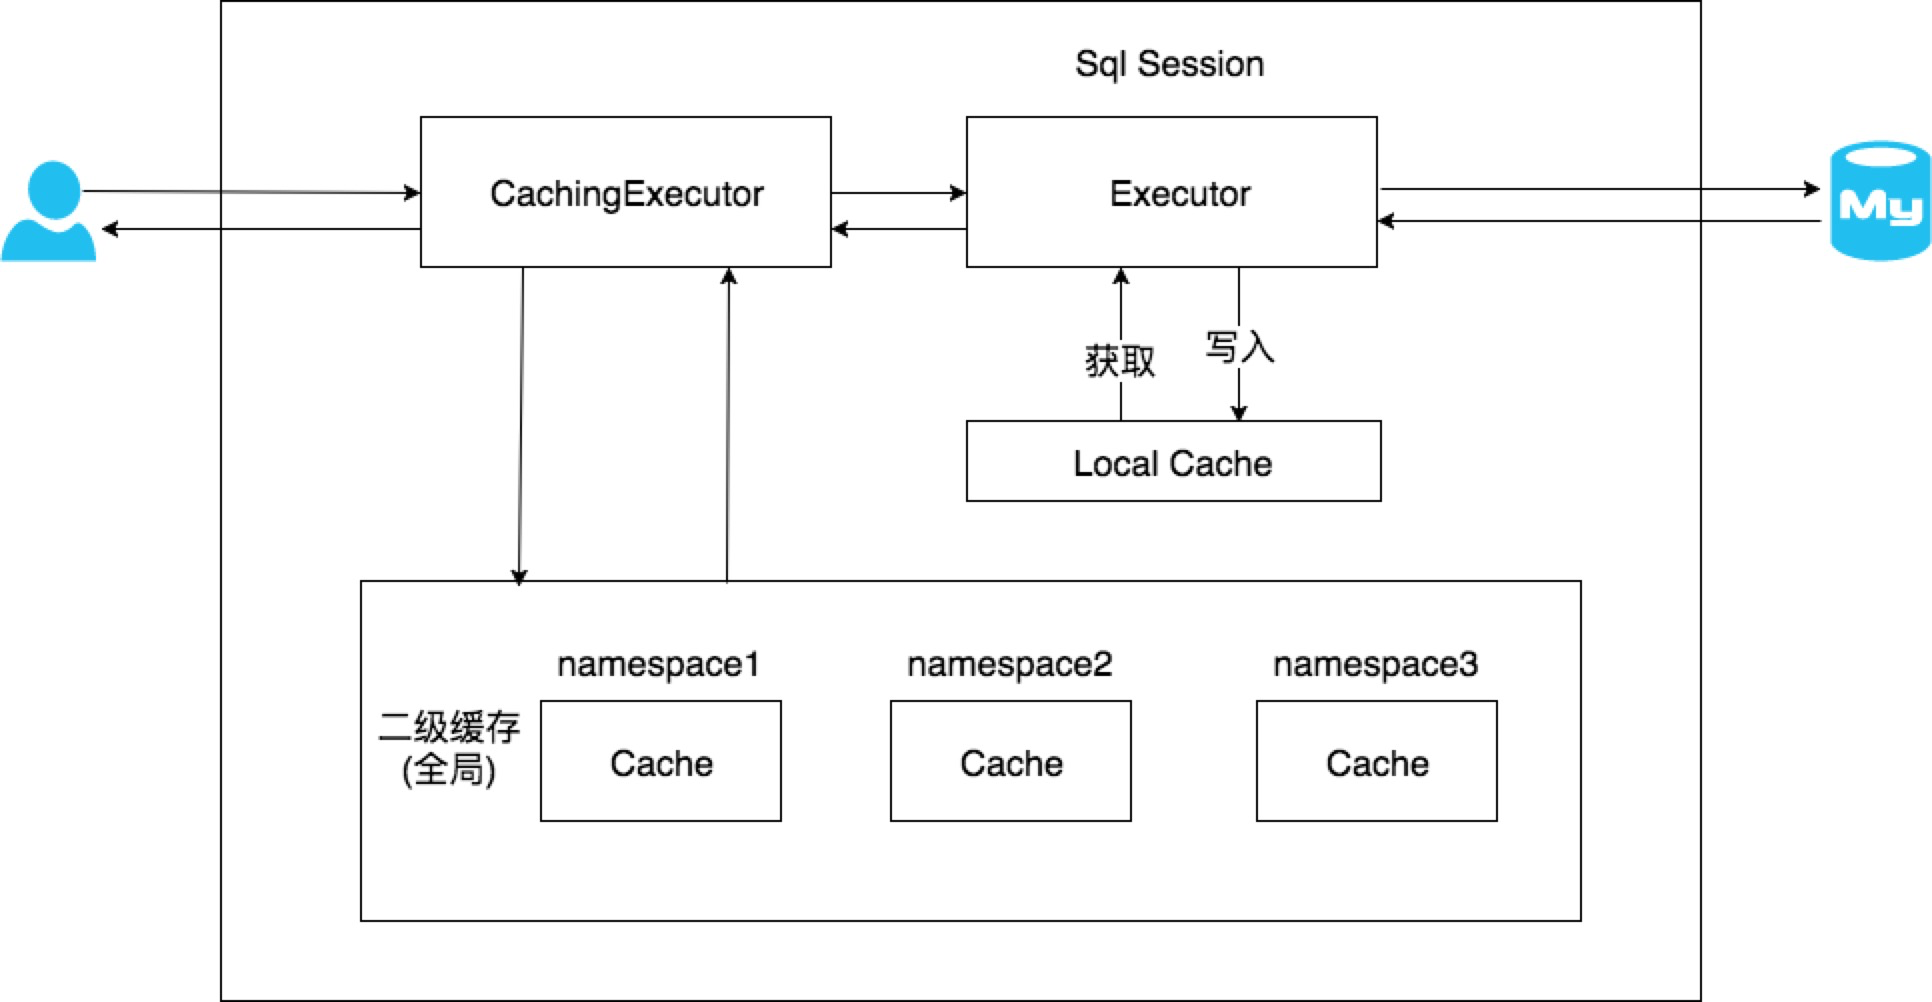 Sql Session
CachingExecutor
Executor
My
获取
写入
Local Cache
namespace1
namespace2
namespace3
二级缓存
(全局)
Cache
Cache
Cache